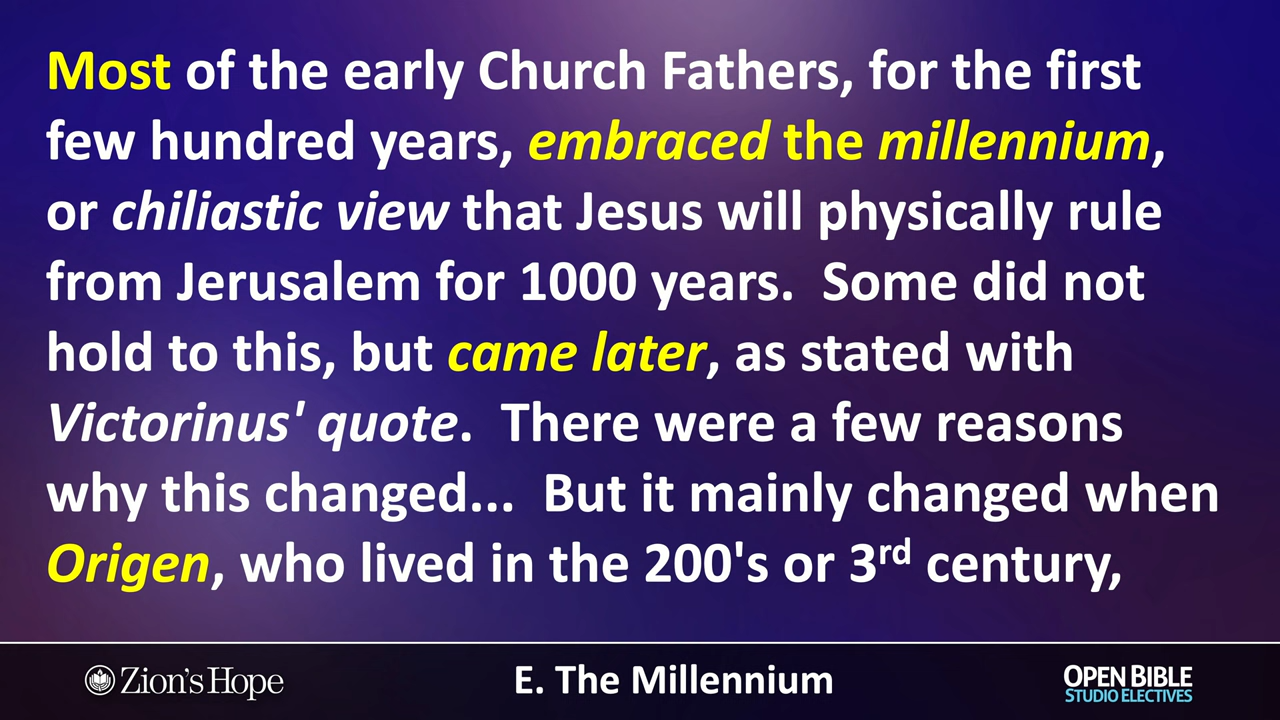 Most of the early Church Fathers, for the first
few hundred years, embraced the millennium,
or chiliastic view that Jesus will physically rule
from Jerusalem for 1000 years.  Some did not
hold to this, but came later, as stated with
Victorinus' quote.  There were a few reasons
why this changed...  But it mainly changed when
Origen, who lived in the 200's or 3rd century,
Zion's Hope
E. The Millennium
OPEN BIBLE
STUDIO ELECTIVES